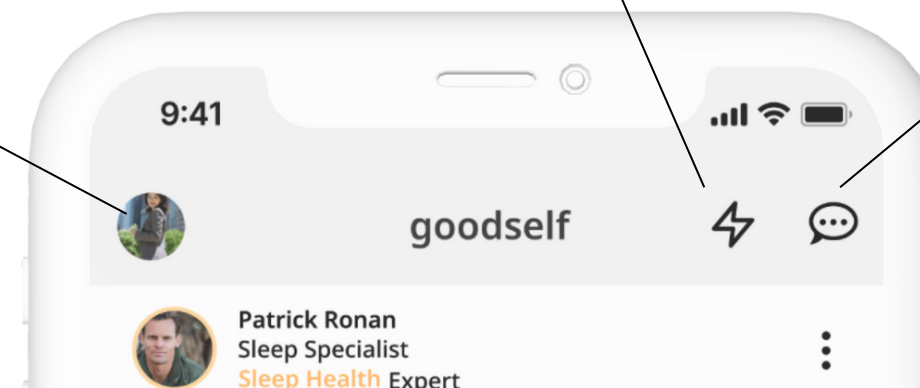 9:41
goodself
Patrick Ronan
Sleep Specialist
Sleep Health Expert